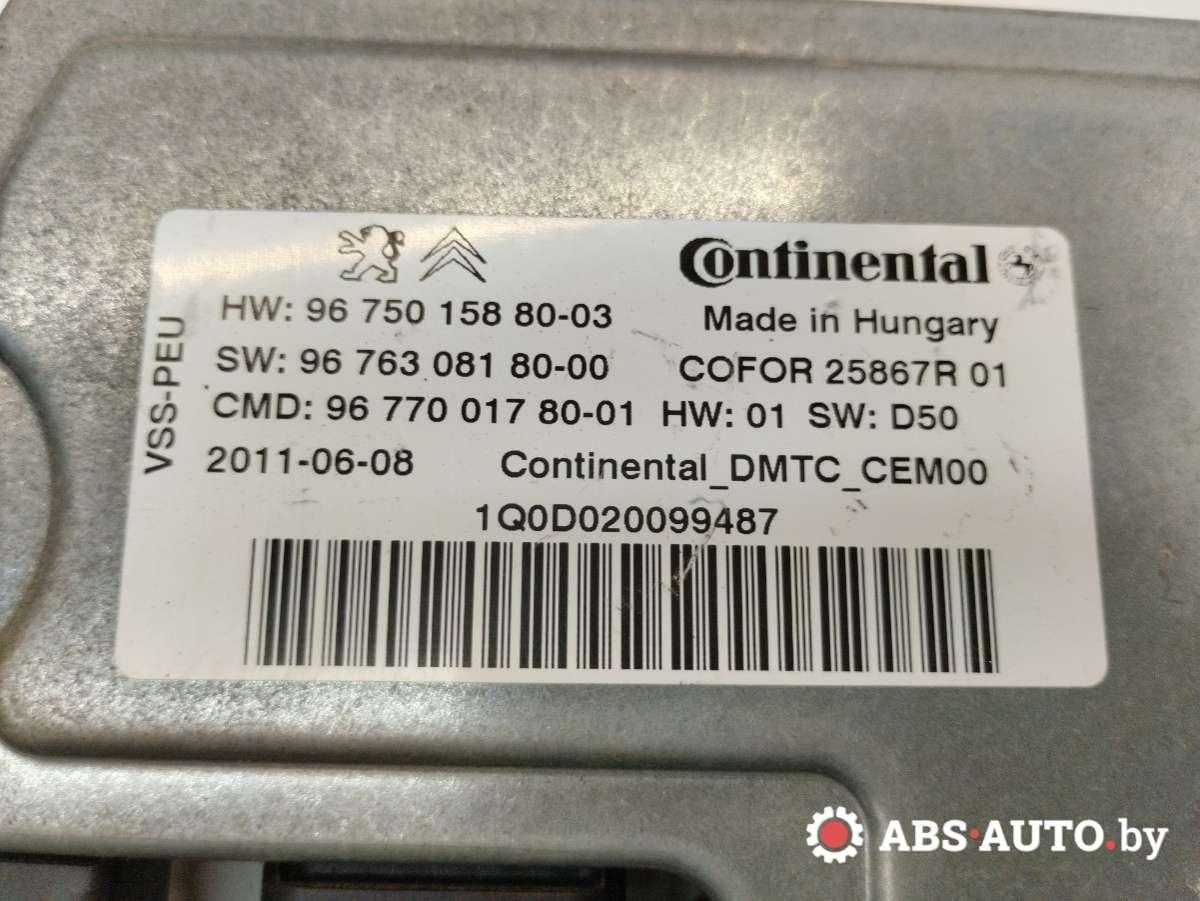 Continental
HW: 96 750 158 80-03 Made in Hungary
SW: 96 763 081 80-00 COFOR 25867R 01
CMD: 96 770 017 80-01 HW: 01 SW: D50
2011-06-08 Continental_DMTC_CEM00
1Q0D020099487
VSS-PEU
ABS-AUTO.by